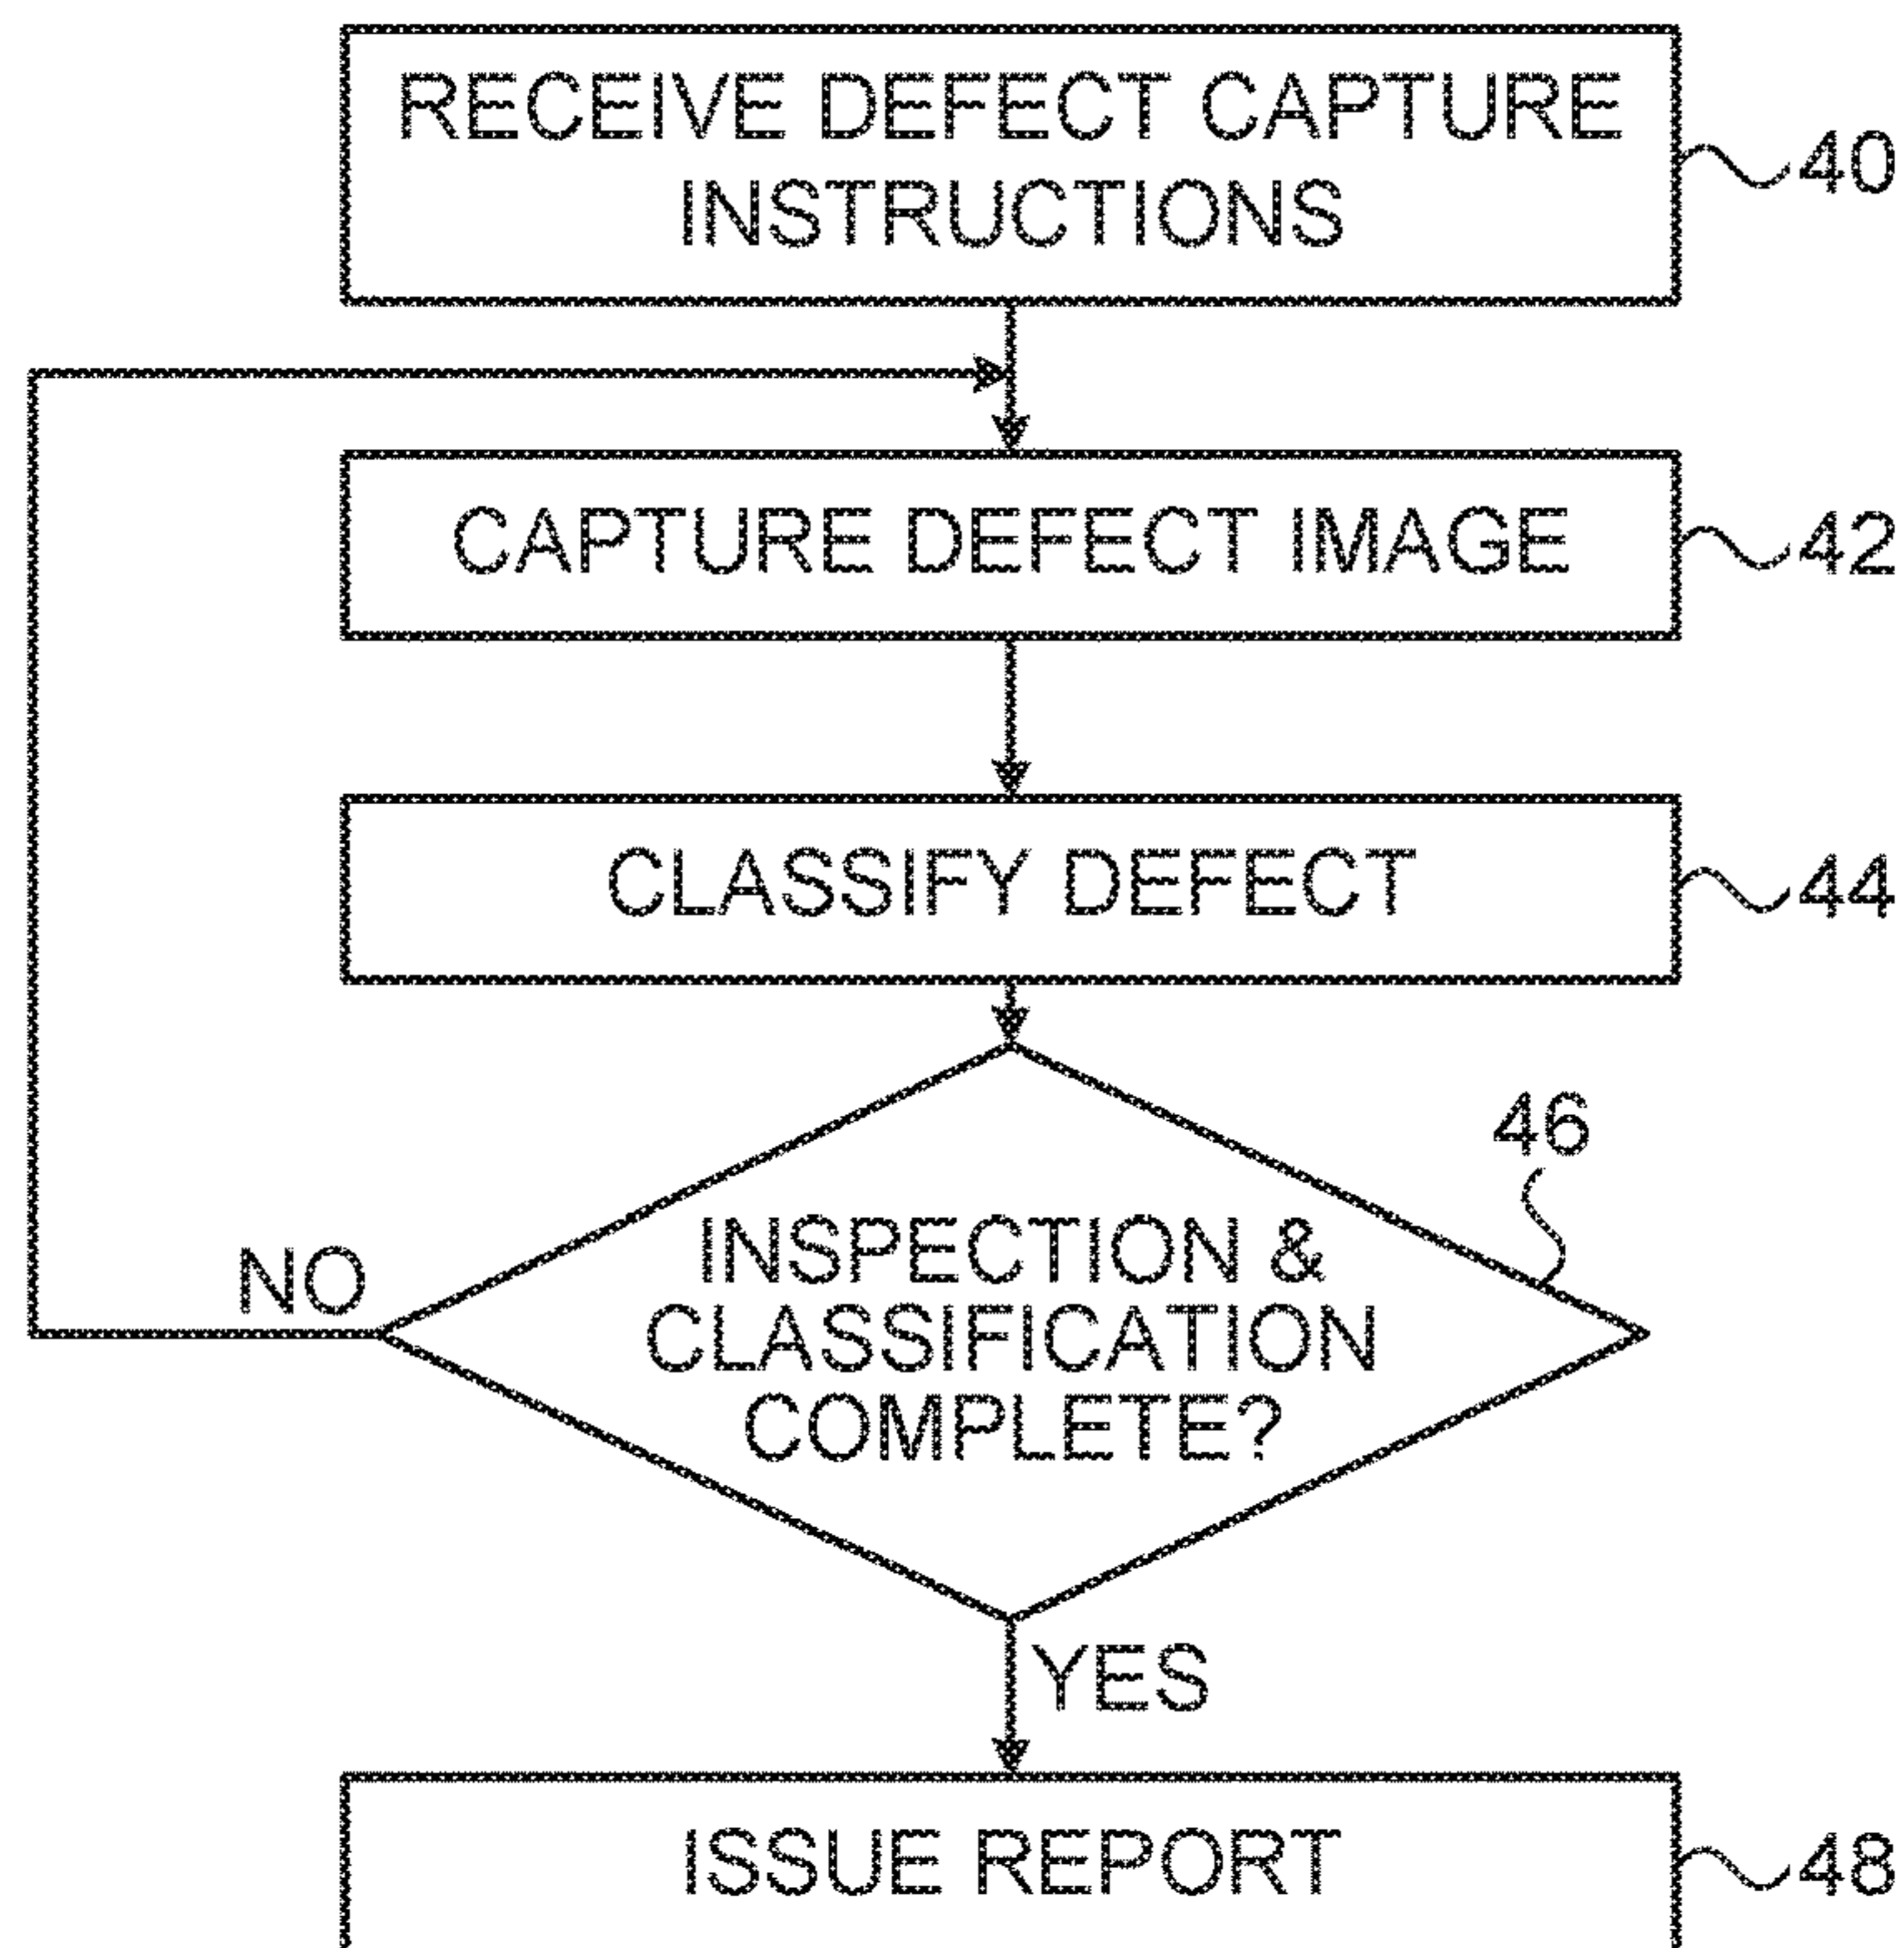 RECEIVE DEFECT CAPTURE
INSTRUCTIONS
40
CAPTURE DEFECT IMAGE
42
CLASSIFY DEFECT
44
46
INSPECTION &
CLASSIFICATION
COMPLETE?
NO
YES
ISSUE REPORT
48